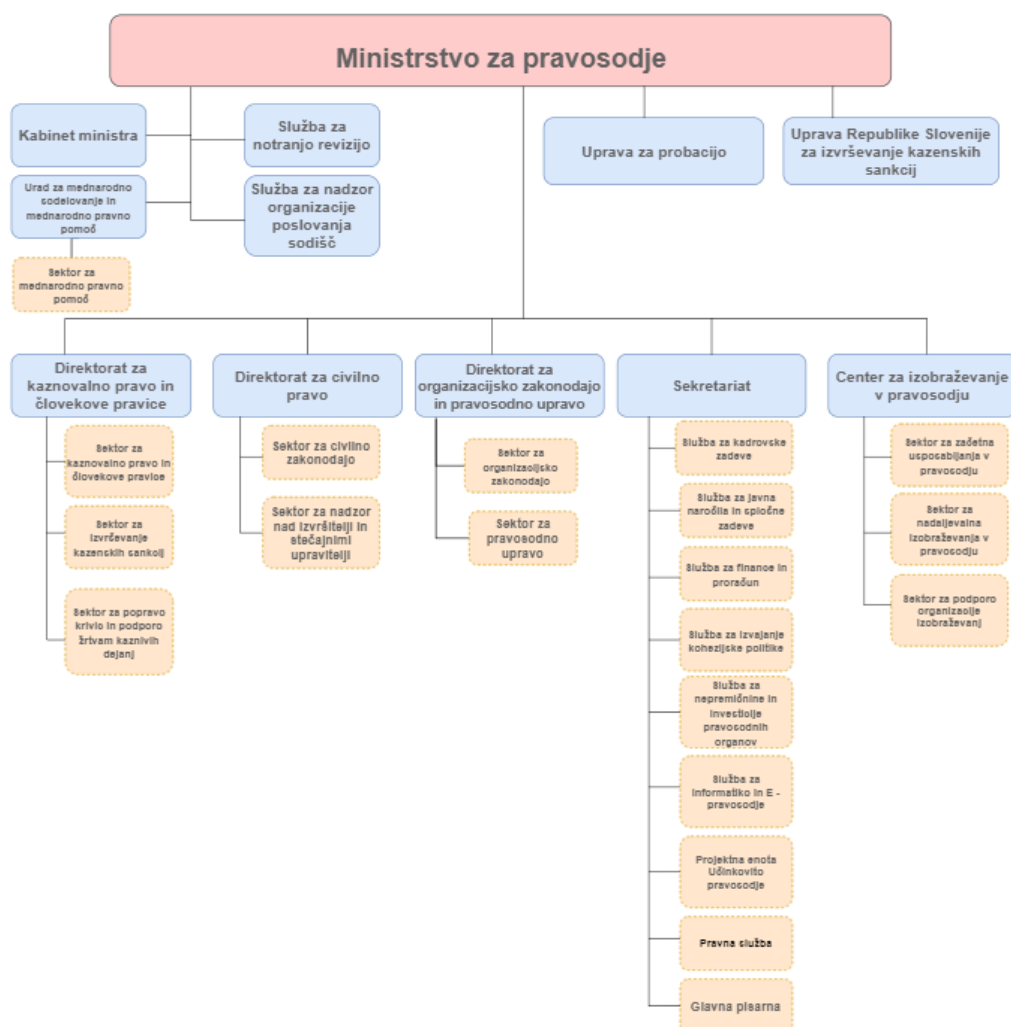 Ministrstvo za pravosodje
Kabinet ministra
Služba za
notranjo revizijo
Uprava za probacijo
Uprava Republike Slovenije
za izvrševanje kazenskih
sankcij
Urad za mednarodno
sodelovanje in
mednarodno pravno
pomoč
Služba za nadzor
organizacije
poslovanja
sodišč
Sektor za
mednarodno pravno
pomoč
Direktorat za
kaznovalno pravo in
človekove pravice
Direktorat za civilno
pravo
Direktorat za
organizacijsko zakonodajo
in pravosodno upravo
Sekretariat
Center za izobraževanje
v pravosodju
Sektor za
kaznovalno pravo in
človekove pravice
Sektor za
izvrševanje
kazenskih sankcij
Sektor za popravo
krivic in podporo
žrtvam kaznivih
dejanj
Sektor za civilno
zakonodajo
Sektor za nadzor
nad izvršitelji in
stečajnimi
upravitelji
Sektor za
organizacijsko
zakonodajo
Sektor za
pravosodno
upravo
Služba za kadrovske
zadeve
Služba za javna
naročila in splošne
zadeve
Služba za finance in
proračun
Služba za izvajanje
kohezijske politike
Služba za
nepremičnine in
investicije
pravosodnih
organov
Služba za
informatiko in E -
pravosodje
Projektna enota
Učinkovito
pravosodje
Pravna služba
Glavna pisarna
Sektor za začetna
usposabljanja v
pravosodju
Sektor za
nadaljevalna
izobraževanja v
pravosodju
Sektor za podporo
organizacije
izobraževanj